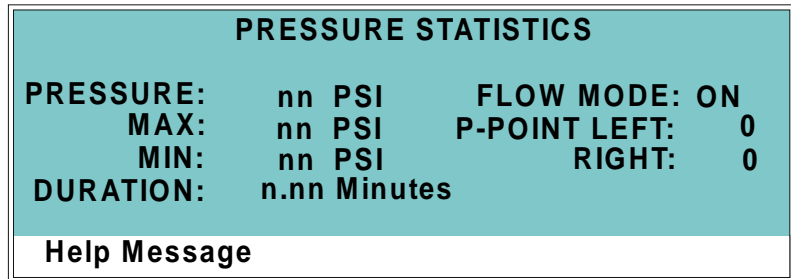 PRESSURE STATISTICS
PRESSURE: nn PSI FLOW MODE: ON
MAX: nn PSI P-POINT LEFT: 0
MIN: nn PSI RIGHT: 0
DURATION: n.nn Minutes
Help Message